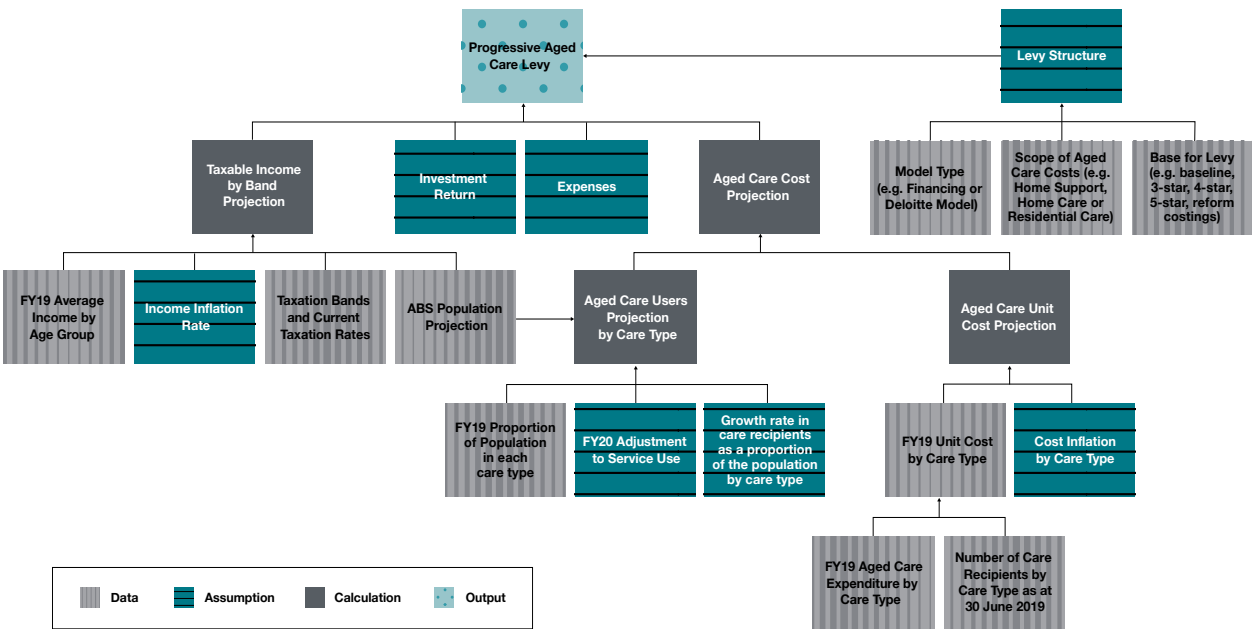 Progressive Aged
Care Levy
Levy Structure
Taxable Income
by Band
Projection
Investment
Return
Expenses
Aged Care Cost
Projection
Model Type
(e.g. Financing or
Deloitte Model)
Scope of Aged
Care Costs (e.g.
Home Support,
Home Care or
Residential Care)
Base for Levy
(e.g. baseline,
3-star, 4-star,
5-star, reform
costings)
FY19 Average
Income by
Age Group
Income Inflation
Rate
Taxation Bands
and Current
Taxation Rates
ABS Population
Projection
Aged Care Users
Projection
by Care Type
Aged Care Unit
Cost Projection
FY19 Proportion
of Population
in each
care type
FY20 Adjustment
to Service Use
Growth rate in
care recipients
as a proportion
of the population
by care type
FY19 Unit Cost
by Care Type
Cost Inflation
by Care Type
FY19 Aged Care
Expenditure by
Care Type
Number of Care
Recipients by
Care Type as at
30 June 2019
Data
Assumption
Calculation
Output